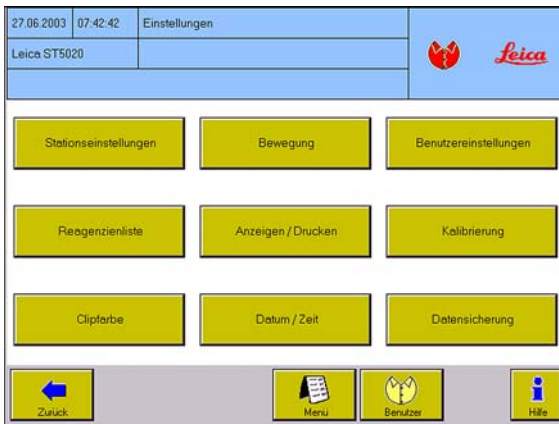 27.06.2003 07:42:42 Einstellungen
Leica ST5020
Leica
Stationseinstellungen Bewegung Benutzereinstellungen
Reagenzienliste Anzeigen / Drucken Kalibrierung
Clipfarbe Datum / Zeit Datensicherung
Zurück Menü Benutzer Hilfe